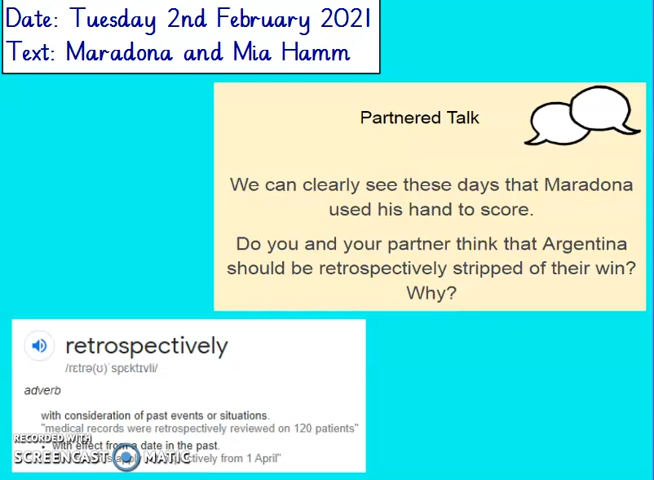 Date: Tuesday 2nd February 2021
Text: Maradona and Mia Hamm
Partnered Talk
We can clearly see these days that Maradona
used his hand to score.
Do you and your partner think that Argentina
should be retrospectively stripped of their win?
Why?
retrospectively
/rɛtrə(ʊ)ˈspɛktɪvli/
adverb
with consideration of past events or situations.
"medical records were retrospectively reviewed on 120 patients"
• with effect from a date in the past.
from 1 April"
RECORDED WITH
SCREENCAST MATIC